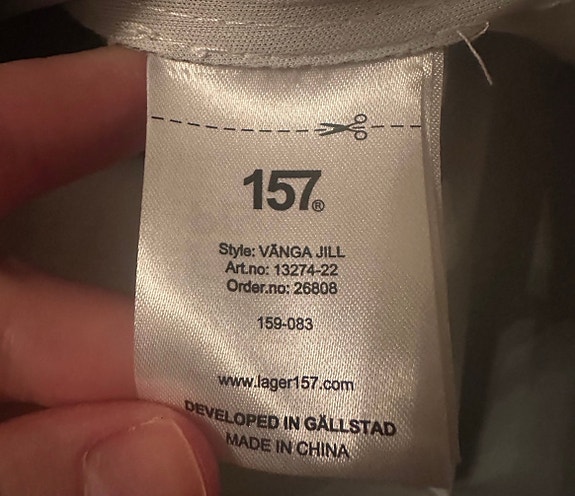 157®
Style: VÅNGA JILL
Art.no: 13274-22
Order.no: 26808
159-083
www.lager157.com
DEVELOPED IN GÄLLSTAD
MADE IN CHINA